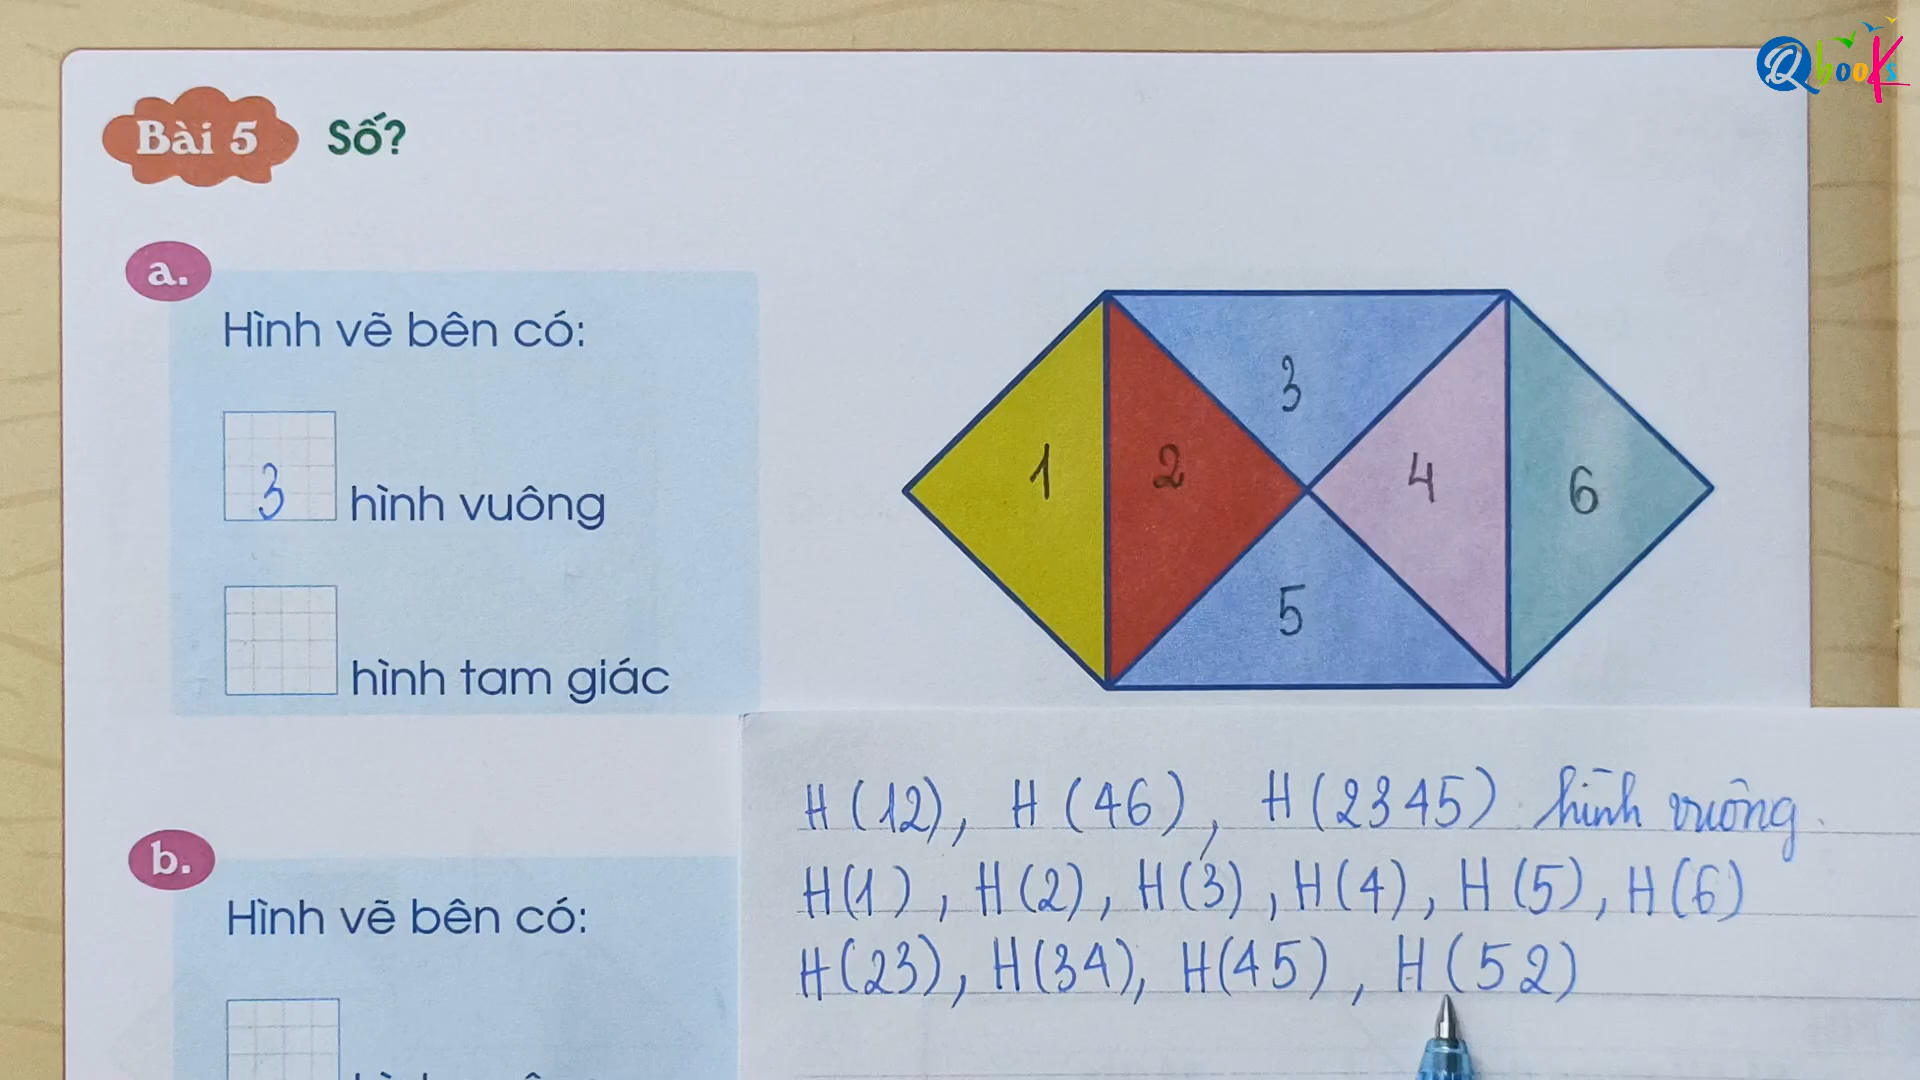 Qbooks
Bài 5 Số?
a.
Hình vẽ bên có:
3 hình vuông
hình tam giác
1 2 3 4 5 6
H(12), H(46), H(2345) hình vuông.
H(1), H(2), H(3), H(4), H(5), H(6)
H(23), H(34), H(45), H(52)
b.
Hình vẽ bên có: